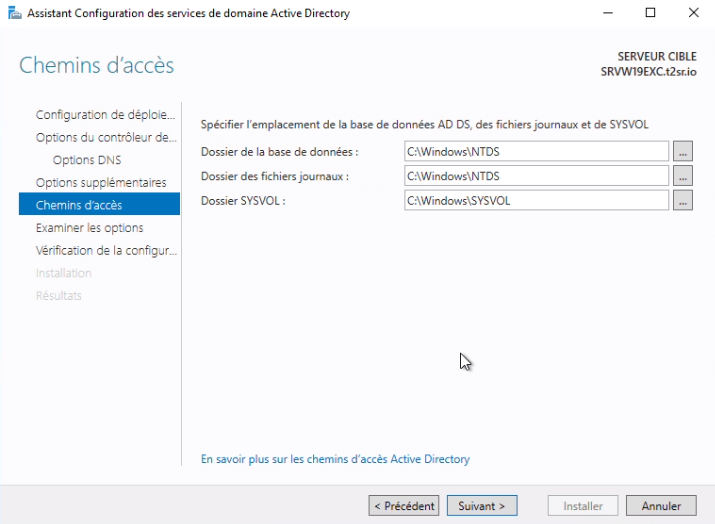 Assistant Configuration des services de domaine Active Directory
Chemins d'accès
SERVEUR CIBLE
SRVW19EXC.t2sr.io
Configuration de déploie...
Options du contrôleur de...
Options DNS
Options supplémentaires
Chemins d'accès
Examiner les options
Vérification de la configur...
Installation
Résultats
Spécifier l'emplacement de la base de données AD DS, des fichiers journaux et de SYSVOL
Dossier de la base de données : C:\Windows\NTDS ...
Dossier des fichiers journaux : C:\Windows\NTDS ...
Dossier SYSVOL : C:\Windows\SYSVOL ...
En savoir plus sur les chemins d'accès Active Directory
< Précédent Suivant > Installer Annuler